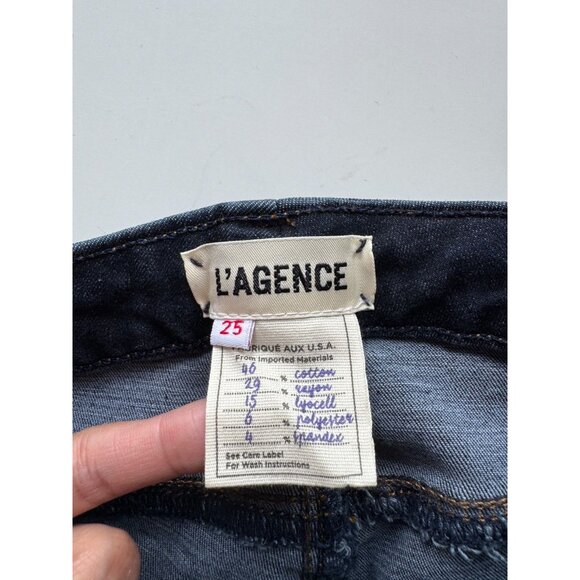 L'AGENCE
25
FABRIQUÉ AUX U.S.A.
From Imported Materials
46 % cotton
29 % rayon
15 % lyocell
6 % polyester
4 % spandex
See Care Label
For Wash Instructions